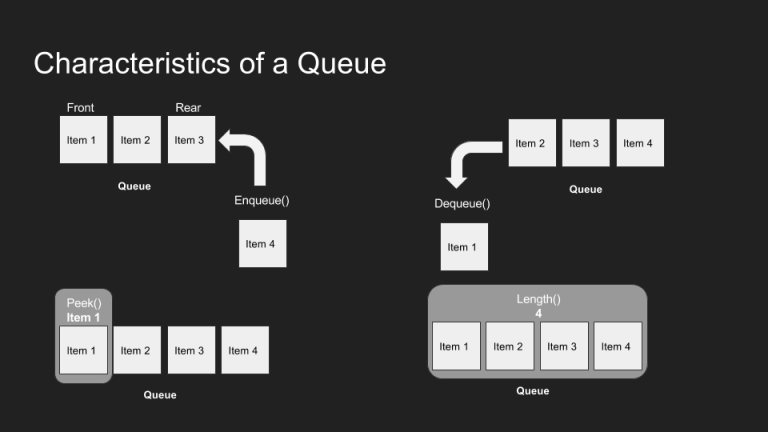 Characteristics of a Queue
Front Rear
Item 1 Item 2 Item 3
Queue
Enqueue()
Item 4
Item 2 Item 3 Item 4
Queue
Dequeue()
Item 1
Peek()
Item 1
Item 1 Item 2 Item 3 Item 4
Queue
Length()
4
Item 1 Item 2 Item 3 Item 4
Queue